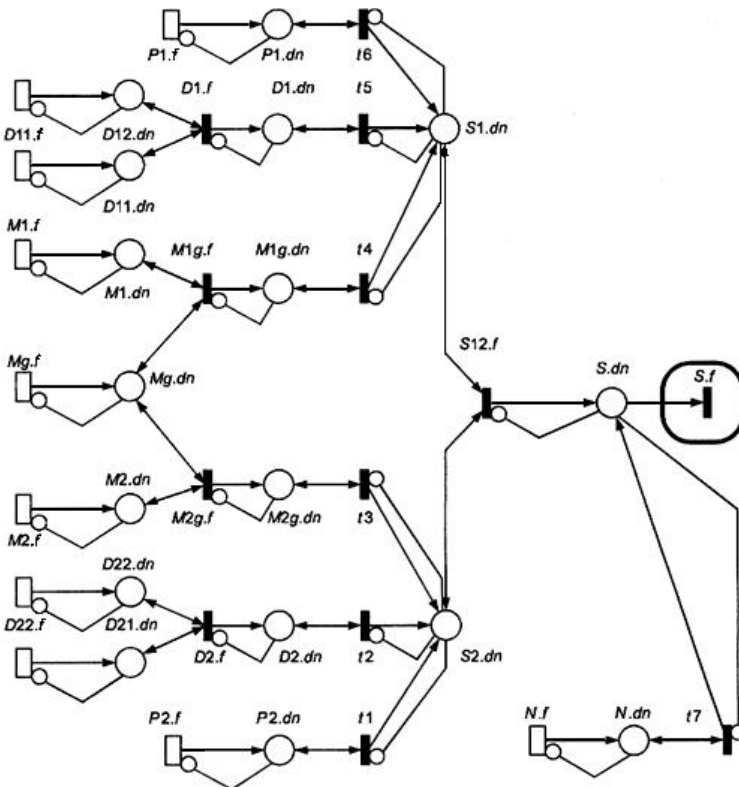 P1.f P1.dn t6
D1.f D1.dn t5
D11.f D12.dn S1.dn
D11.dn
M1.f M1g.f M1g.dn t4
M1.dn
S12.f
Mg.f Mg.dn S.dn S.f
M2.dn
M2.f M2g.f M2g.dn t3
D22.dn
D22.f D21.dn D2.f D2.dn t2 S2.dn
P2.f P2.dn t1 N.f N.dn t7